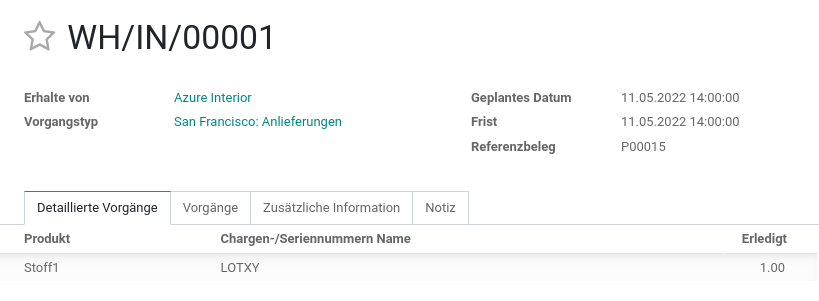 WH/IN/00001
Erhalte von Azure Interior Geplantes Datum 11.05.2022 14:00:00
Vorgangstyp San Francisco: Anlieferungen Frist 11.05.2022 14:00:00
Referenzbeleg P00015
Detaillierte Vorgänge Vorgänge Zusätzliche Information Notiz
Produkt Chargen-/Seriennummern Name Erledigt
Stoff1 LOTXY 1.00